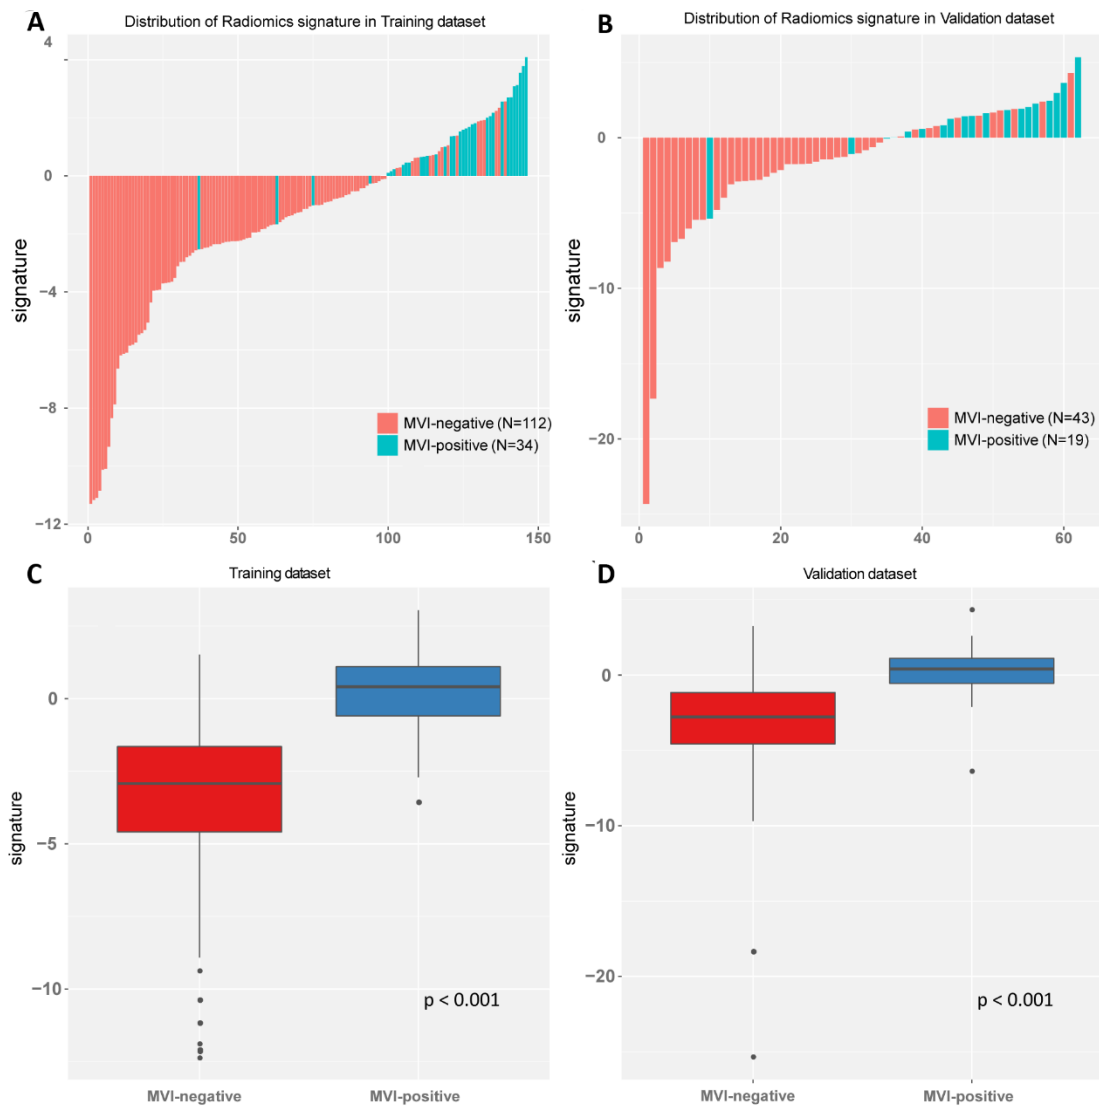 A
Distribution of Radiomics signature in Training dataset
4
0
−4
−8
−12
signature
MVI-negative (N=112)
MVI-positive (N=34)
0 50 100 150
B
Distribution of Radiomics signature in Validation dataset
0
−10
−20
signature
MVI-negative (N=43)
MVI-positive (N=19)
0 20 40 60
C
Training dataset
0
−5
−10
signature
p < 0.001
MVI-negative MVI-positive
D
Validation dataset
0
−10
−20
signature
p < 0.001
MVI-negative MVI-positive